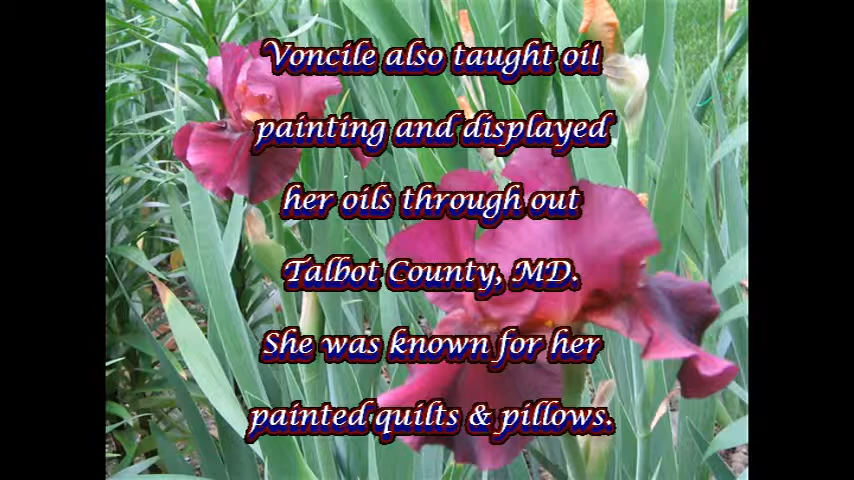 Voncile also taught oil
painting and displayed
her oils through out
Talbot County, MD.
She was known for her
painted quilts & pillows.